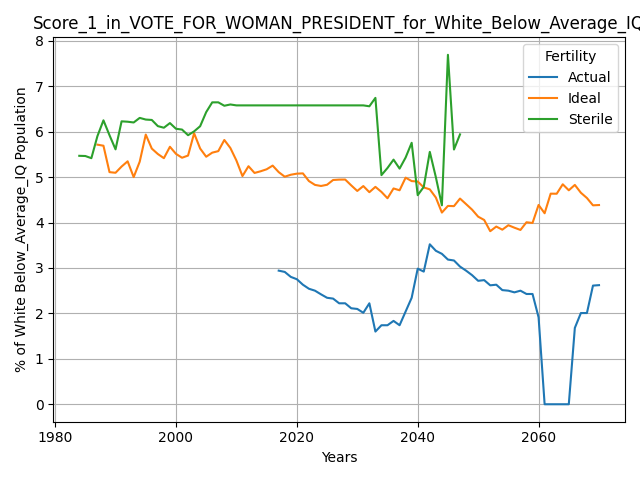 Score_1_in_VOTE_FOR_WOMAN_PRESIDENT_for_White_Below_Average_IQ
8
7
6
5
4
3
2
1
0
% of White Below_Average_IQ Population
Fertility
Actual
Ideal
Sterile
1980
2000
2020
2040
2060
Years